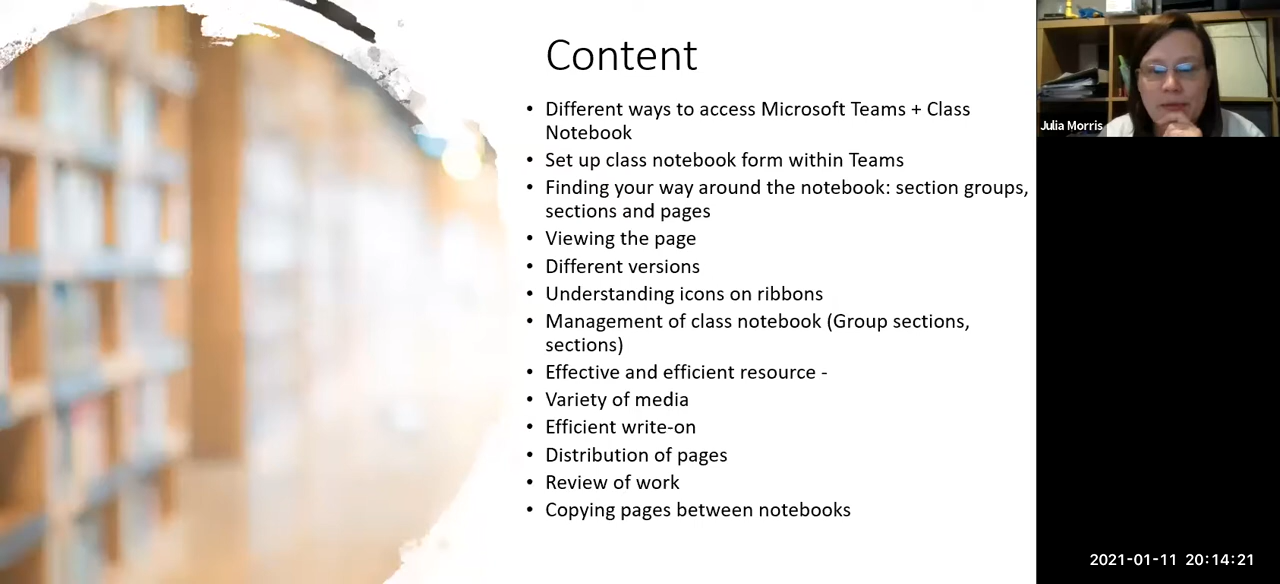 Content
• Different ways to access Microsoft Teams + Class
Notebook
• Set up class notebook form within Teams
• Finding your way around the notebook: section groups,
sections and pages
• Viewing the page
• Different versions
• Understanding icons on ribbons
• Management of class notebook (Group sections,
sections)
• Effective and efficient resource -
• Variety of media
• Efficient write-on
• Distribution of pages
• Review of work
• Copying pages between notebooks
Julia Morris
2021-01-11 20:14:21